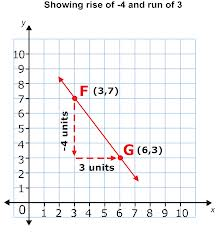 Showing rise of -4 and run of 3
y
10
9
8
7
6
5
4
3
2
1
0
F (3,7)
-4 units
G (6,3)
3 units
1 2 3 4 5 6 7 8 9 10
x